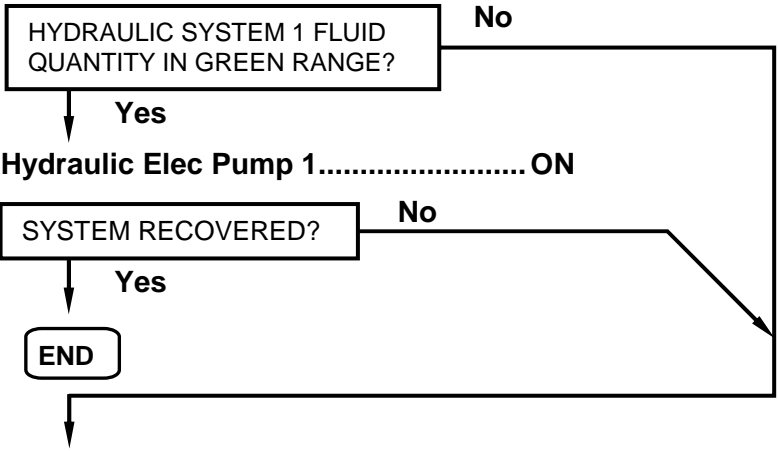 HYDRAULIC SYSTEM 1 FLUID
QUANTITY IN GREEN RANGE?
No
Yes
Hydraulic Elec Pump 1.........................ON
SYSTEM RECOVERED?
No
Yes
END